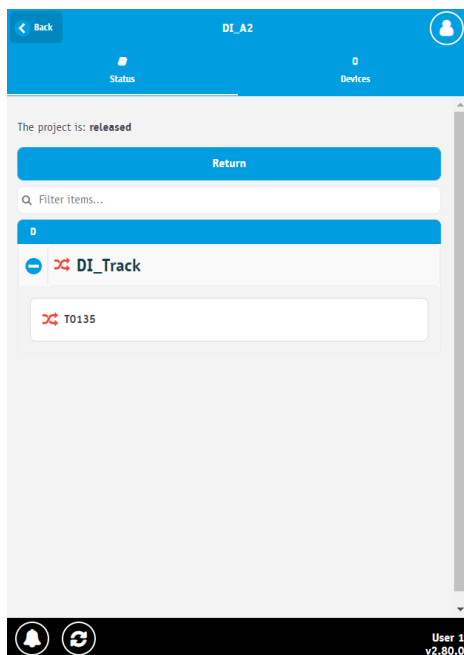 Back
DI_A2
Status
Devices
The project is: released
Return
Filter items...
D
DI_Track
T0135
User 1
v2.80.0